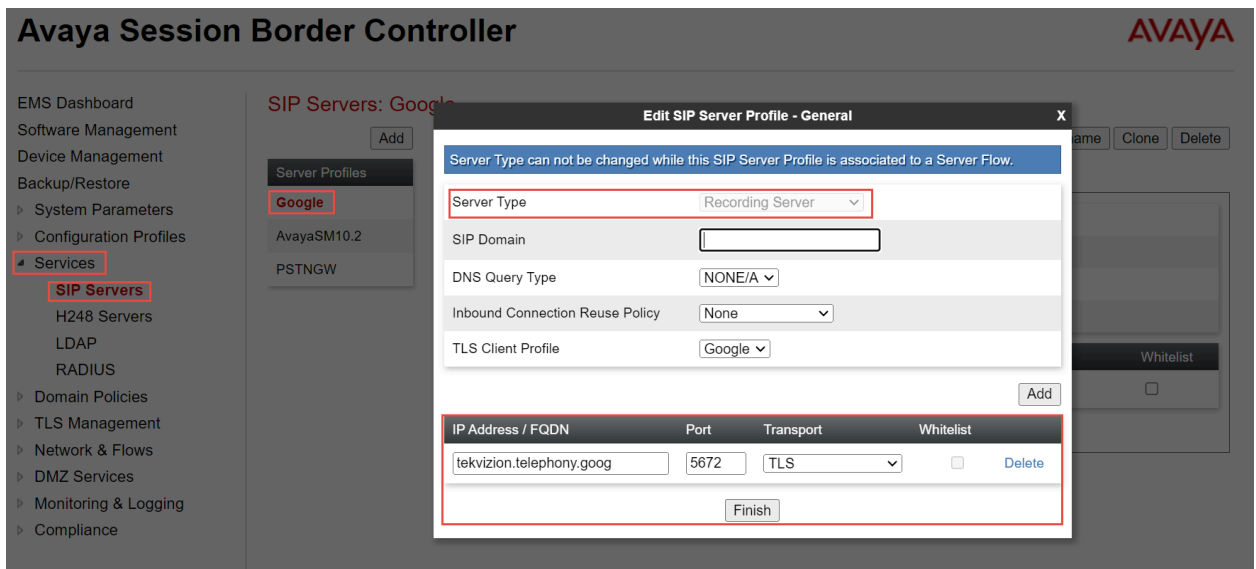 Avaya Session Border Controller
AVAYA
EMS Dashboard
Software Management
Device Management
Backup/Restore
System Parameters
Configuration Profiles
Services
SIP Servers
H248 Servers
LDAP
RADIUS
Domain Policies
TLS Management
Network & Flows
DMZ Services
Monitoring & Logging
Compliance
SIP Servers: Google
Add
Server Profiles
Google
AvayaSM10.2
PSTNGW
ame Clone Delete
Whitelist
Edit SIP Server Profile - General X
Server Type can not be changed while this SIP Server Profile is associated to a Server Flow.
Server Type Recording Server
SIP Domain
DNS Query Type NONE/A
Inbound Connection Reuse Policy None
TLS Client Profile Google
Add
IP Address / FQDN Port Transport Whitelist
tekvizion.telephony.goog 5672 TLS Delete
Finish